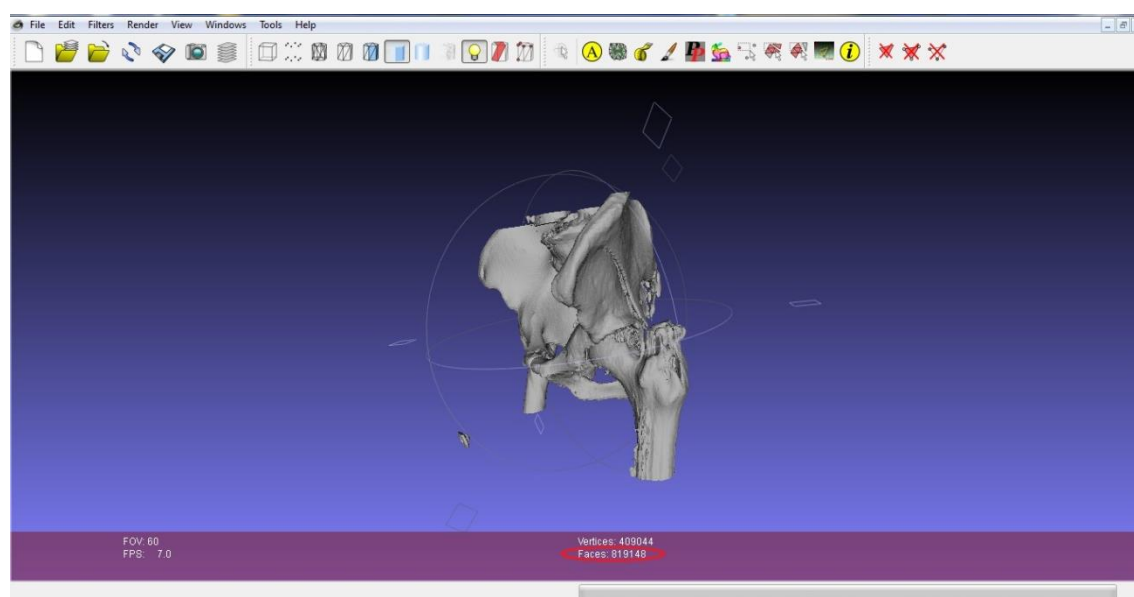 File Edit Filters Render View Windows Tools Help
A
i
FOV: 60
FPS: 7.0
Vertices: 409044
Faces: 819148